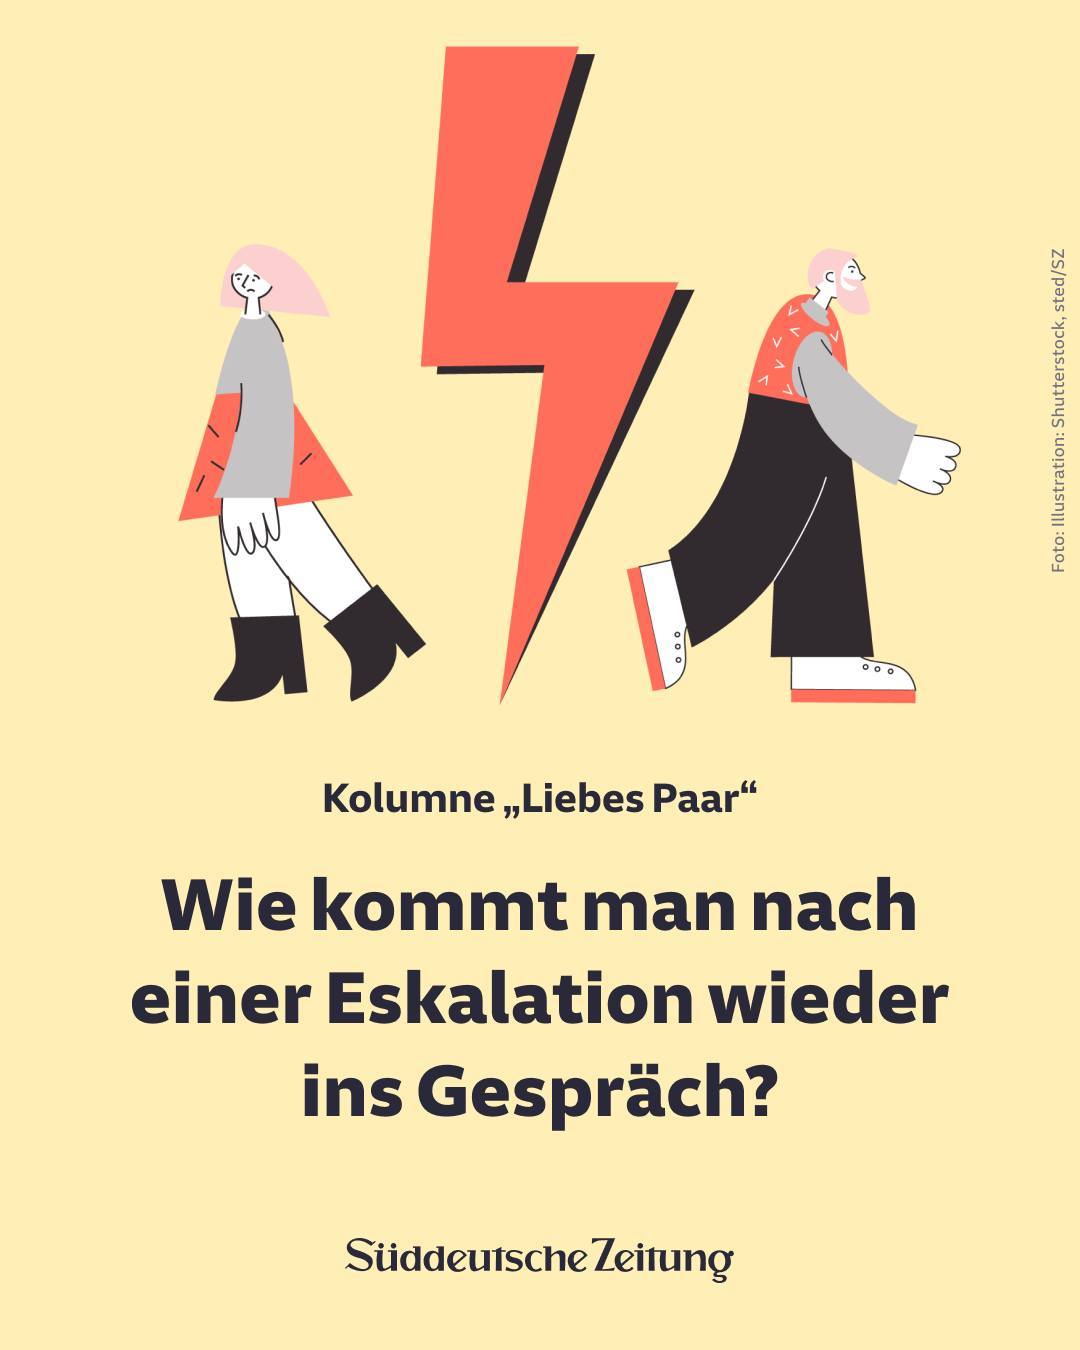 Foto: Illustration: Shutterstock, sted/SZ
Kolumne „Liebes Paar“
Wie kommt man nach
einer Eskalation wieder
ins Gespräch?
Süddeutsche Zeitung